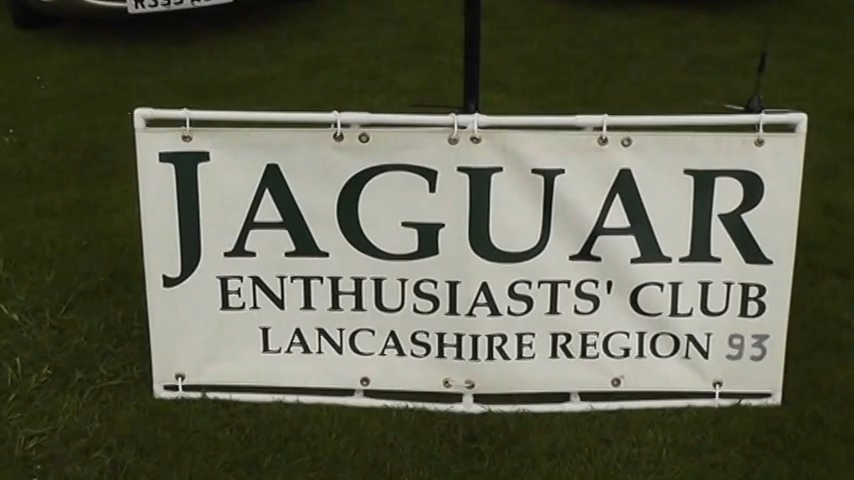 JAGUAR
ENTHUSIASTS' CLUB
LANCASHIRE REGION 93